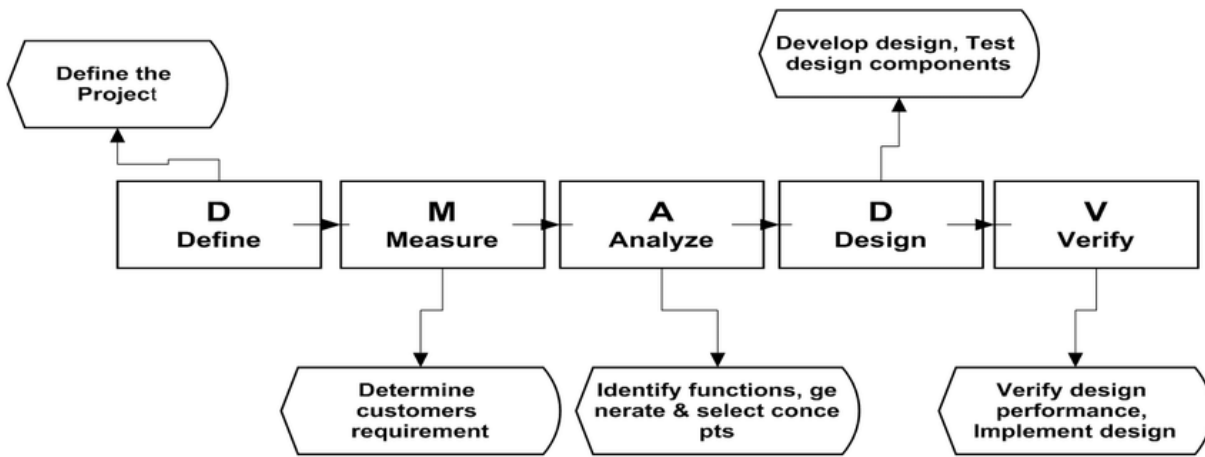 Define the
Project
Develop design, Test
design components
D
Define
M
Measure
A
Analyze
D
Design
V
Verify
Determine
customers
requirement
Identify functions, ge
nerate & select conce
pts
Verify design
performance,
Implement design